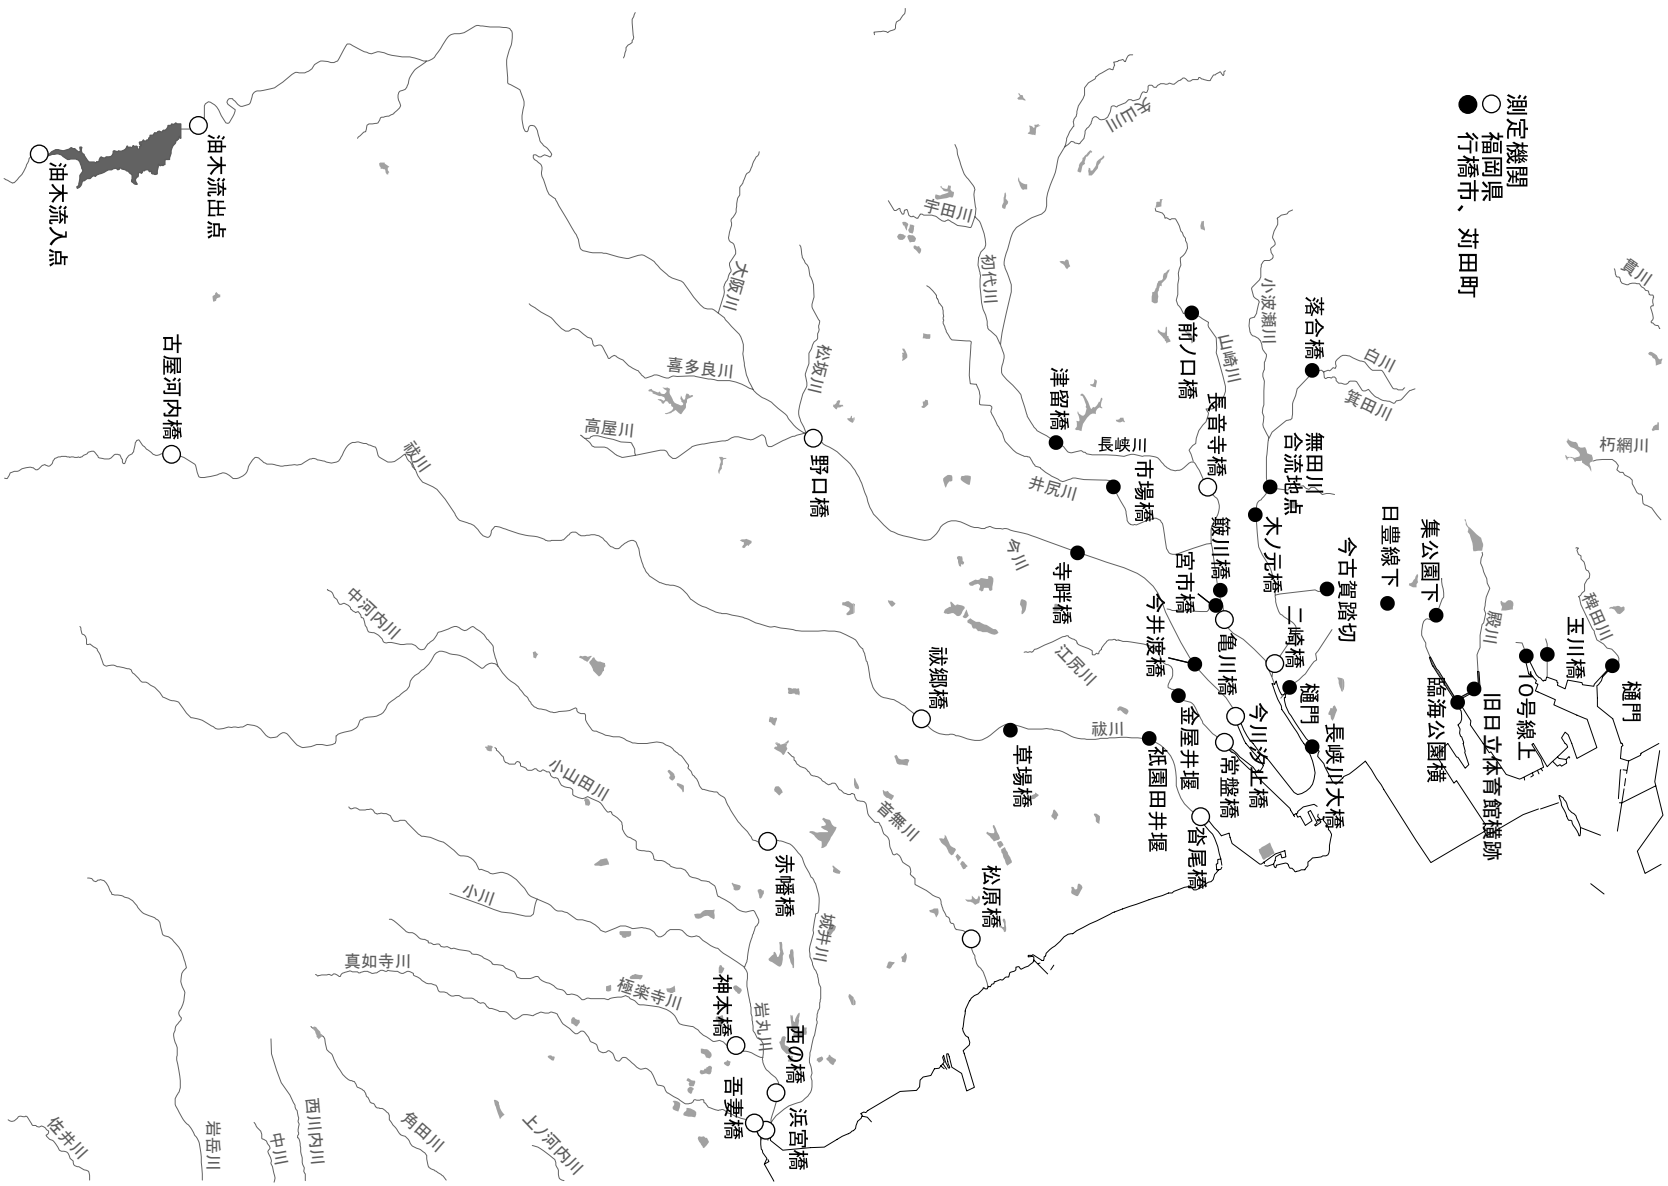 測定機関
○ 福岡県
● 行橋市、苅田町
貫川
矢山川
宇田川
初代川
小波瀬川
山崎川
落合橋
白川
箕田川
前ノ口橋
長音寺橋
津留橋
長峡川
市場橋
井尻川
無田川
合流地点
木ノ元橋
朽網川
日豊線下
集公園下
今古賀踏切
殿川
稗田川
玉川橋
樋門
10号線上
旧日立体育館横跡
臨海公園横
二崎橋
樋門
長峡川大橋
簸川橋
宮市橋
亀川橋
今井渡橋
今川
寺畔橋
江尻川
金屋井堰
今川汐止橋
常盤橋
祓川
祇園田井堰
沓尾橋
草場橋
祓郷橋
油木流出点
油木流入点
大阪川
松坂川
喜多良川
高屋川
野口橋
古屋河内橋
祓川
中河内川
小山田川
音無川
松原橋
赤幡橋
城井川
小川
真如寺川
極楽寺川
神本橋
岩丸川
西の橋
吾妻橋
浜宮橋
上ノ河内川
角田川
西川内川
中川
岩岳川
佐井川